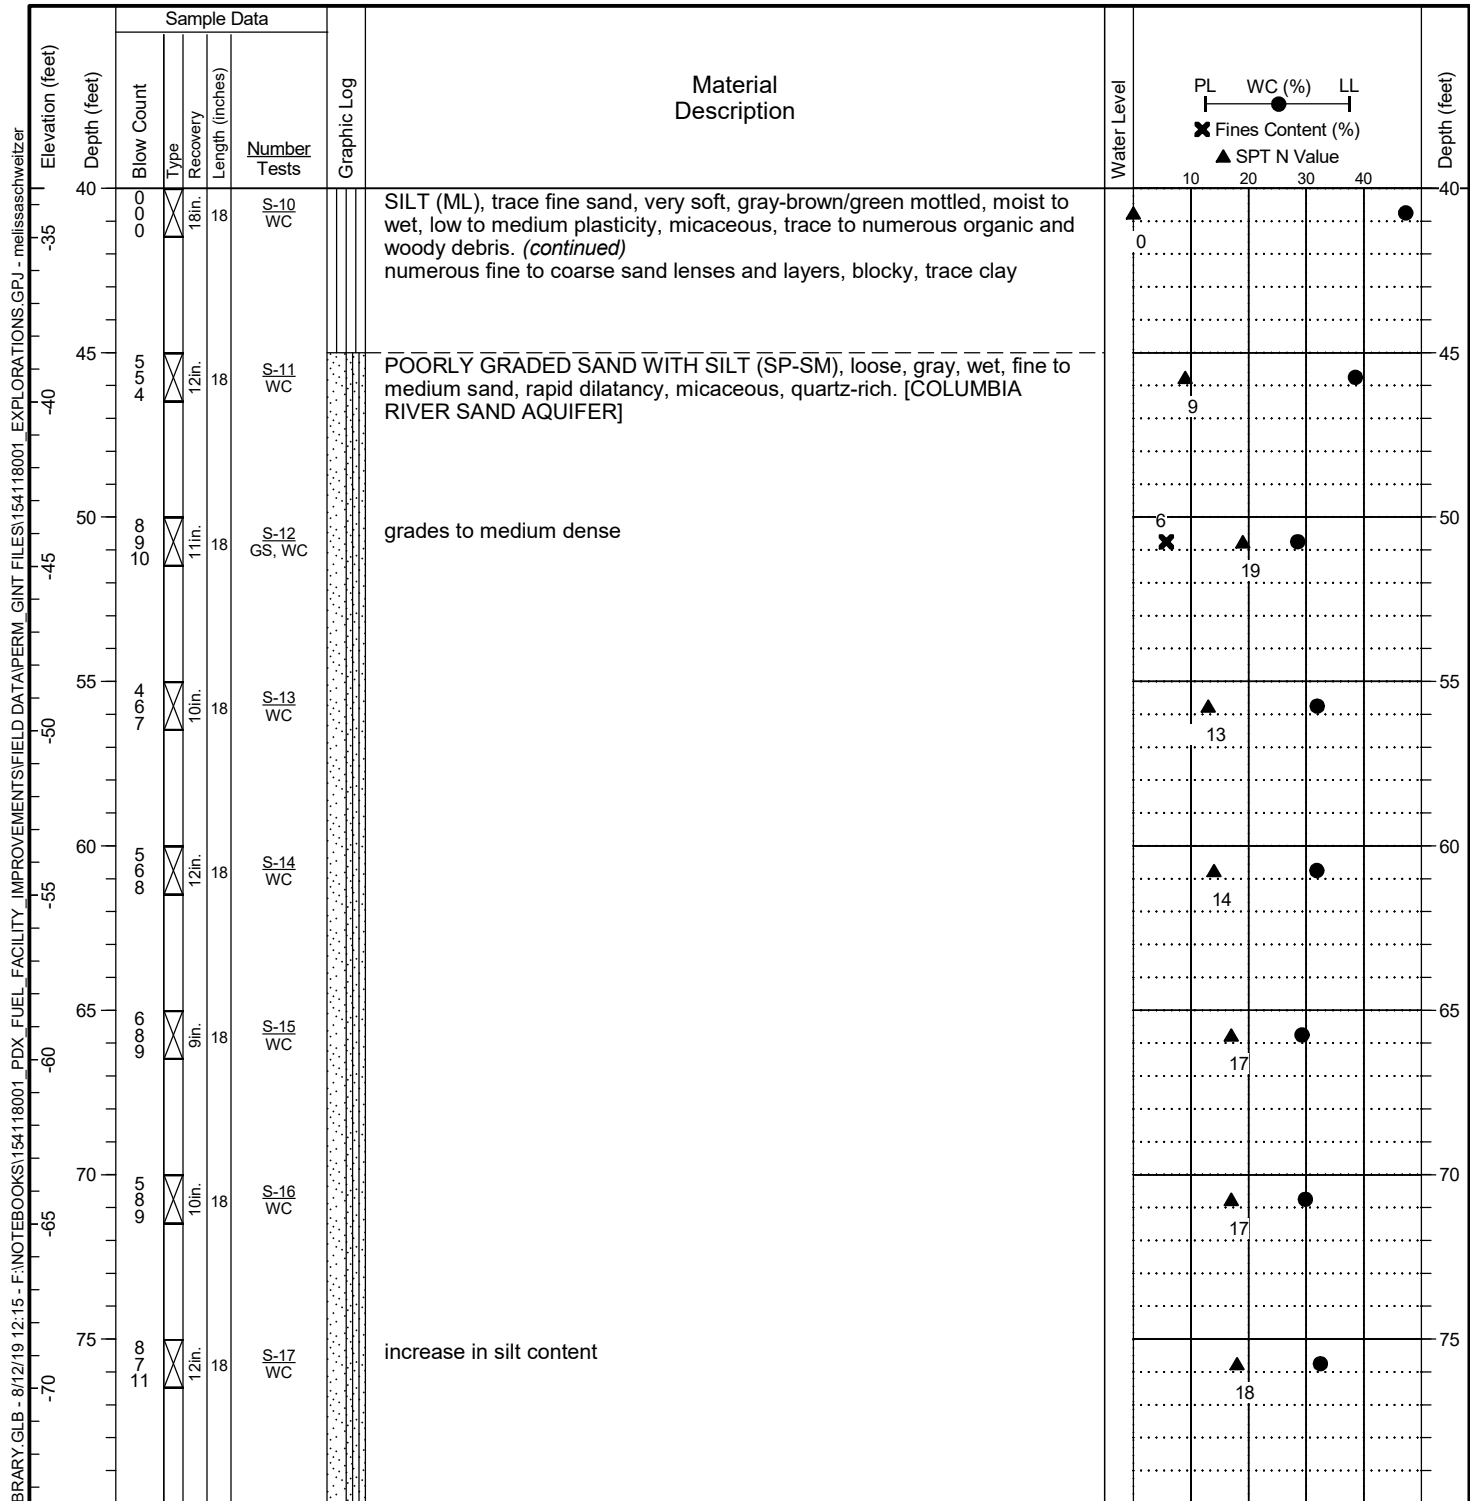 Sample Data
Elevation (feet)
Depth (feet)
Blow Count
Type
Recovery
Length (inches)
Number
Tests
Graphic Log
Material
Description
Water Level
PL WC (%) LL
Fines Content (%)
SPT N Value
10 20 30 40
Depth (feet)
40
0
0
0
18in.
18
S-10
WC
SILT (ML), trace fine sand, very soft, gray-brown/green mottled, moist to
wet, low to medium plasticity, micaceous, trace to numerous organic and
woody debris. (continued)
numerous fine to coarse sand lenses and layers, blocky, trace clay
0
40
-35
45
5
5
4
12in.
18
S-11
WC
POORLY GRADED SAND WITH SILT (SP-SM), loose, gray, wet, fine to
medium sand, rapid dilatancy, micaceous, quartz-rich. [COLUMBIA
RIVER SAND AQUIFER]
9
45
-40
50
8
9
10
11in.
18
S-12
GS, WC
grades to medium dense
6
19
50
-45
55
4
6
7
10in.
18
S-13
WC
13
55
-50
60
5
6
8
12in.
18
S-14
WC
14
60
-55
65
6
8
9
9in.
18
S-15
WC
17
65
-60
70
5
8
9
10in.
18
S-16
WC
17
70
-65
75
8
7
11
12in.
18
S-17
WC
increase in silt content
18
75
-70
BRARY.GLB - 8/12/19 12:15 - F:\NOTEBOOKS\154118001_PDX_FUEL_FACILITY_IMPROVEMENTS\FIELD DATA\PERM_GINT FILES\154118001_EXPLORATIONS.GPJ - melissaschweitzer